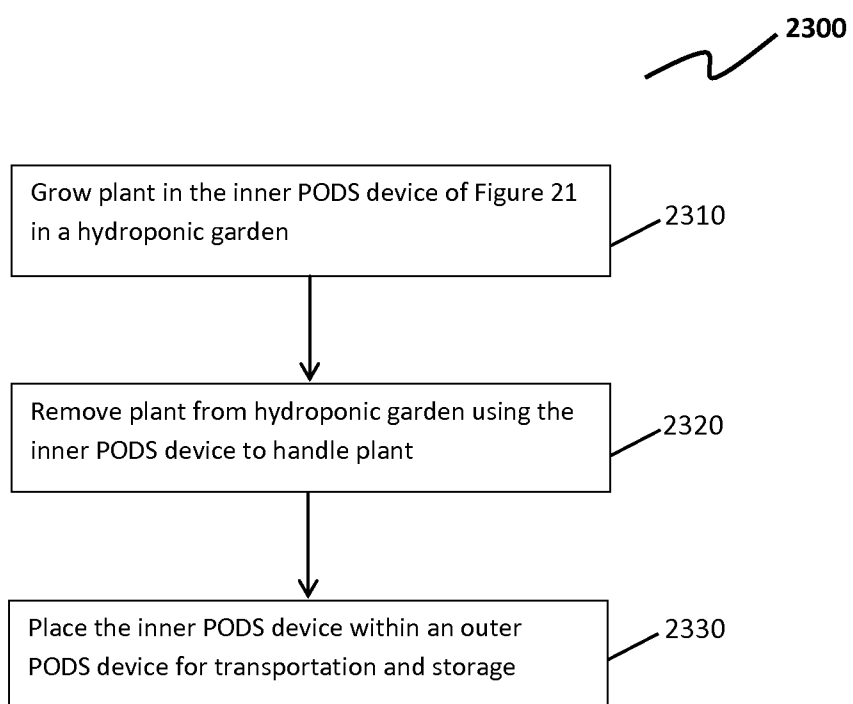 2300
Grow plant in the inner PODS device of Figure 21
in a hydroponic garden
2310
Remove plant from hydroponic garden using the
inner PODS device to handle plant
2320
Place the inner PODS device within an outer
PODS device for transportation and storage
2330